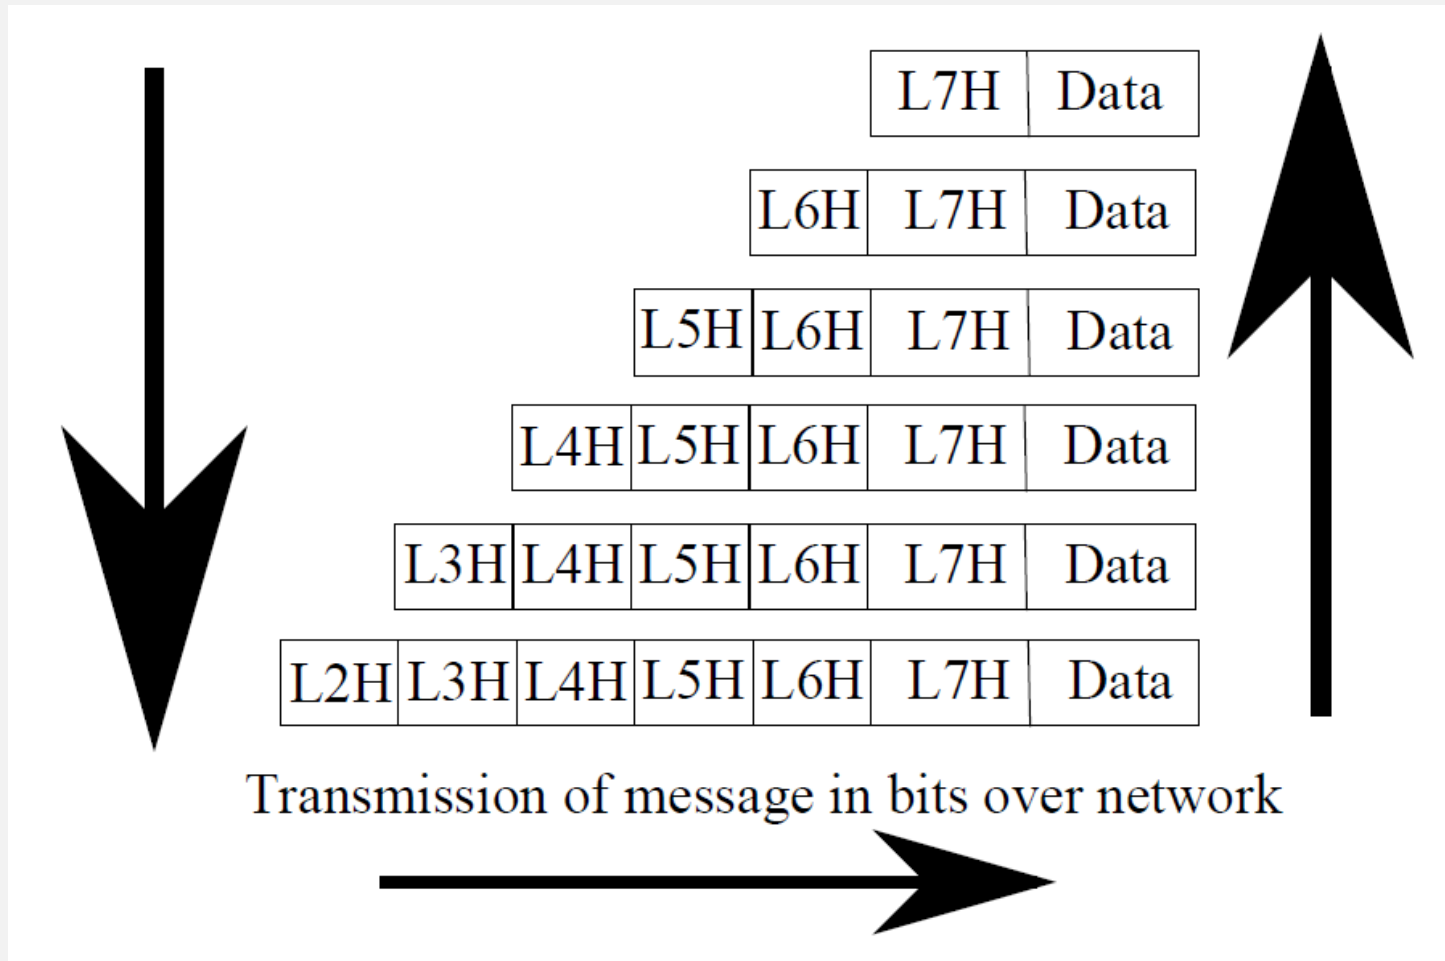 L7H Data
L6H L7H Data
L5H L6H L7H Data
L4H L5H L6H L7H Data
L3H L4H L5H L6H L7H Data
L2H L3H L4H L5H L6H L7H Data
Transmission of message in bits over network